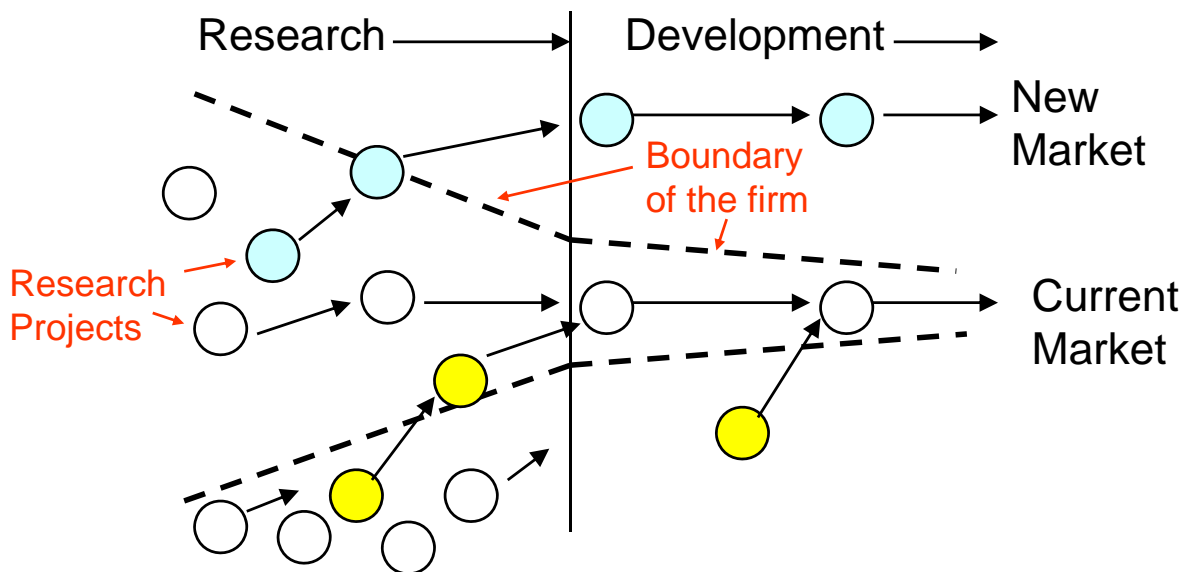 Research
Development
New
Market
Boundary
of the firm
Research
Projects
Current
Market